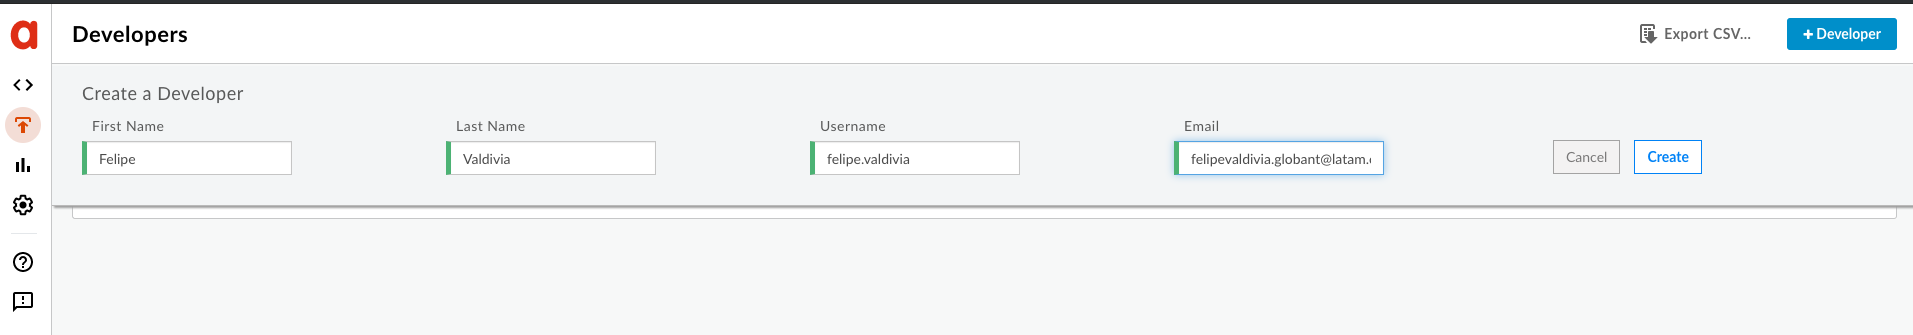 Developers
Export CSV...
+ Developer
Create a Developer
First Name
Last Name
Username
Email
Felipe
Valdivia
felipe.valdivia
felipevaldivia.globant@latam.
Cancel
Create